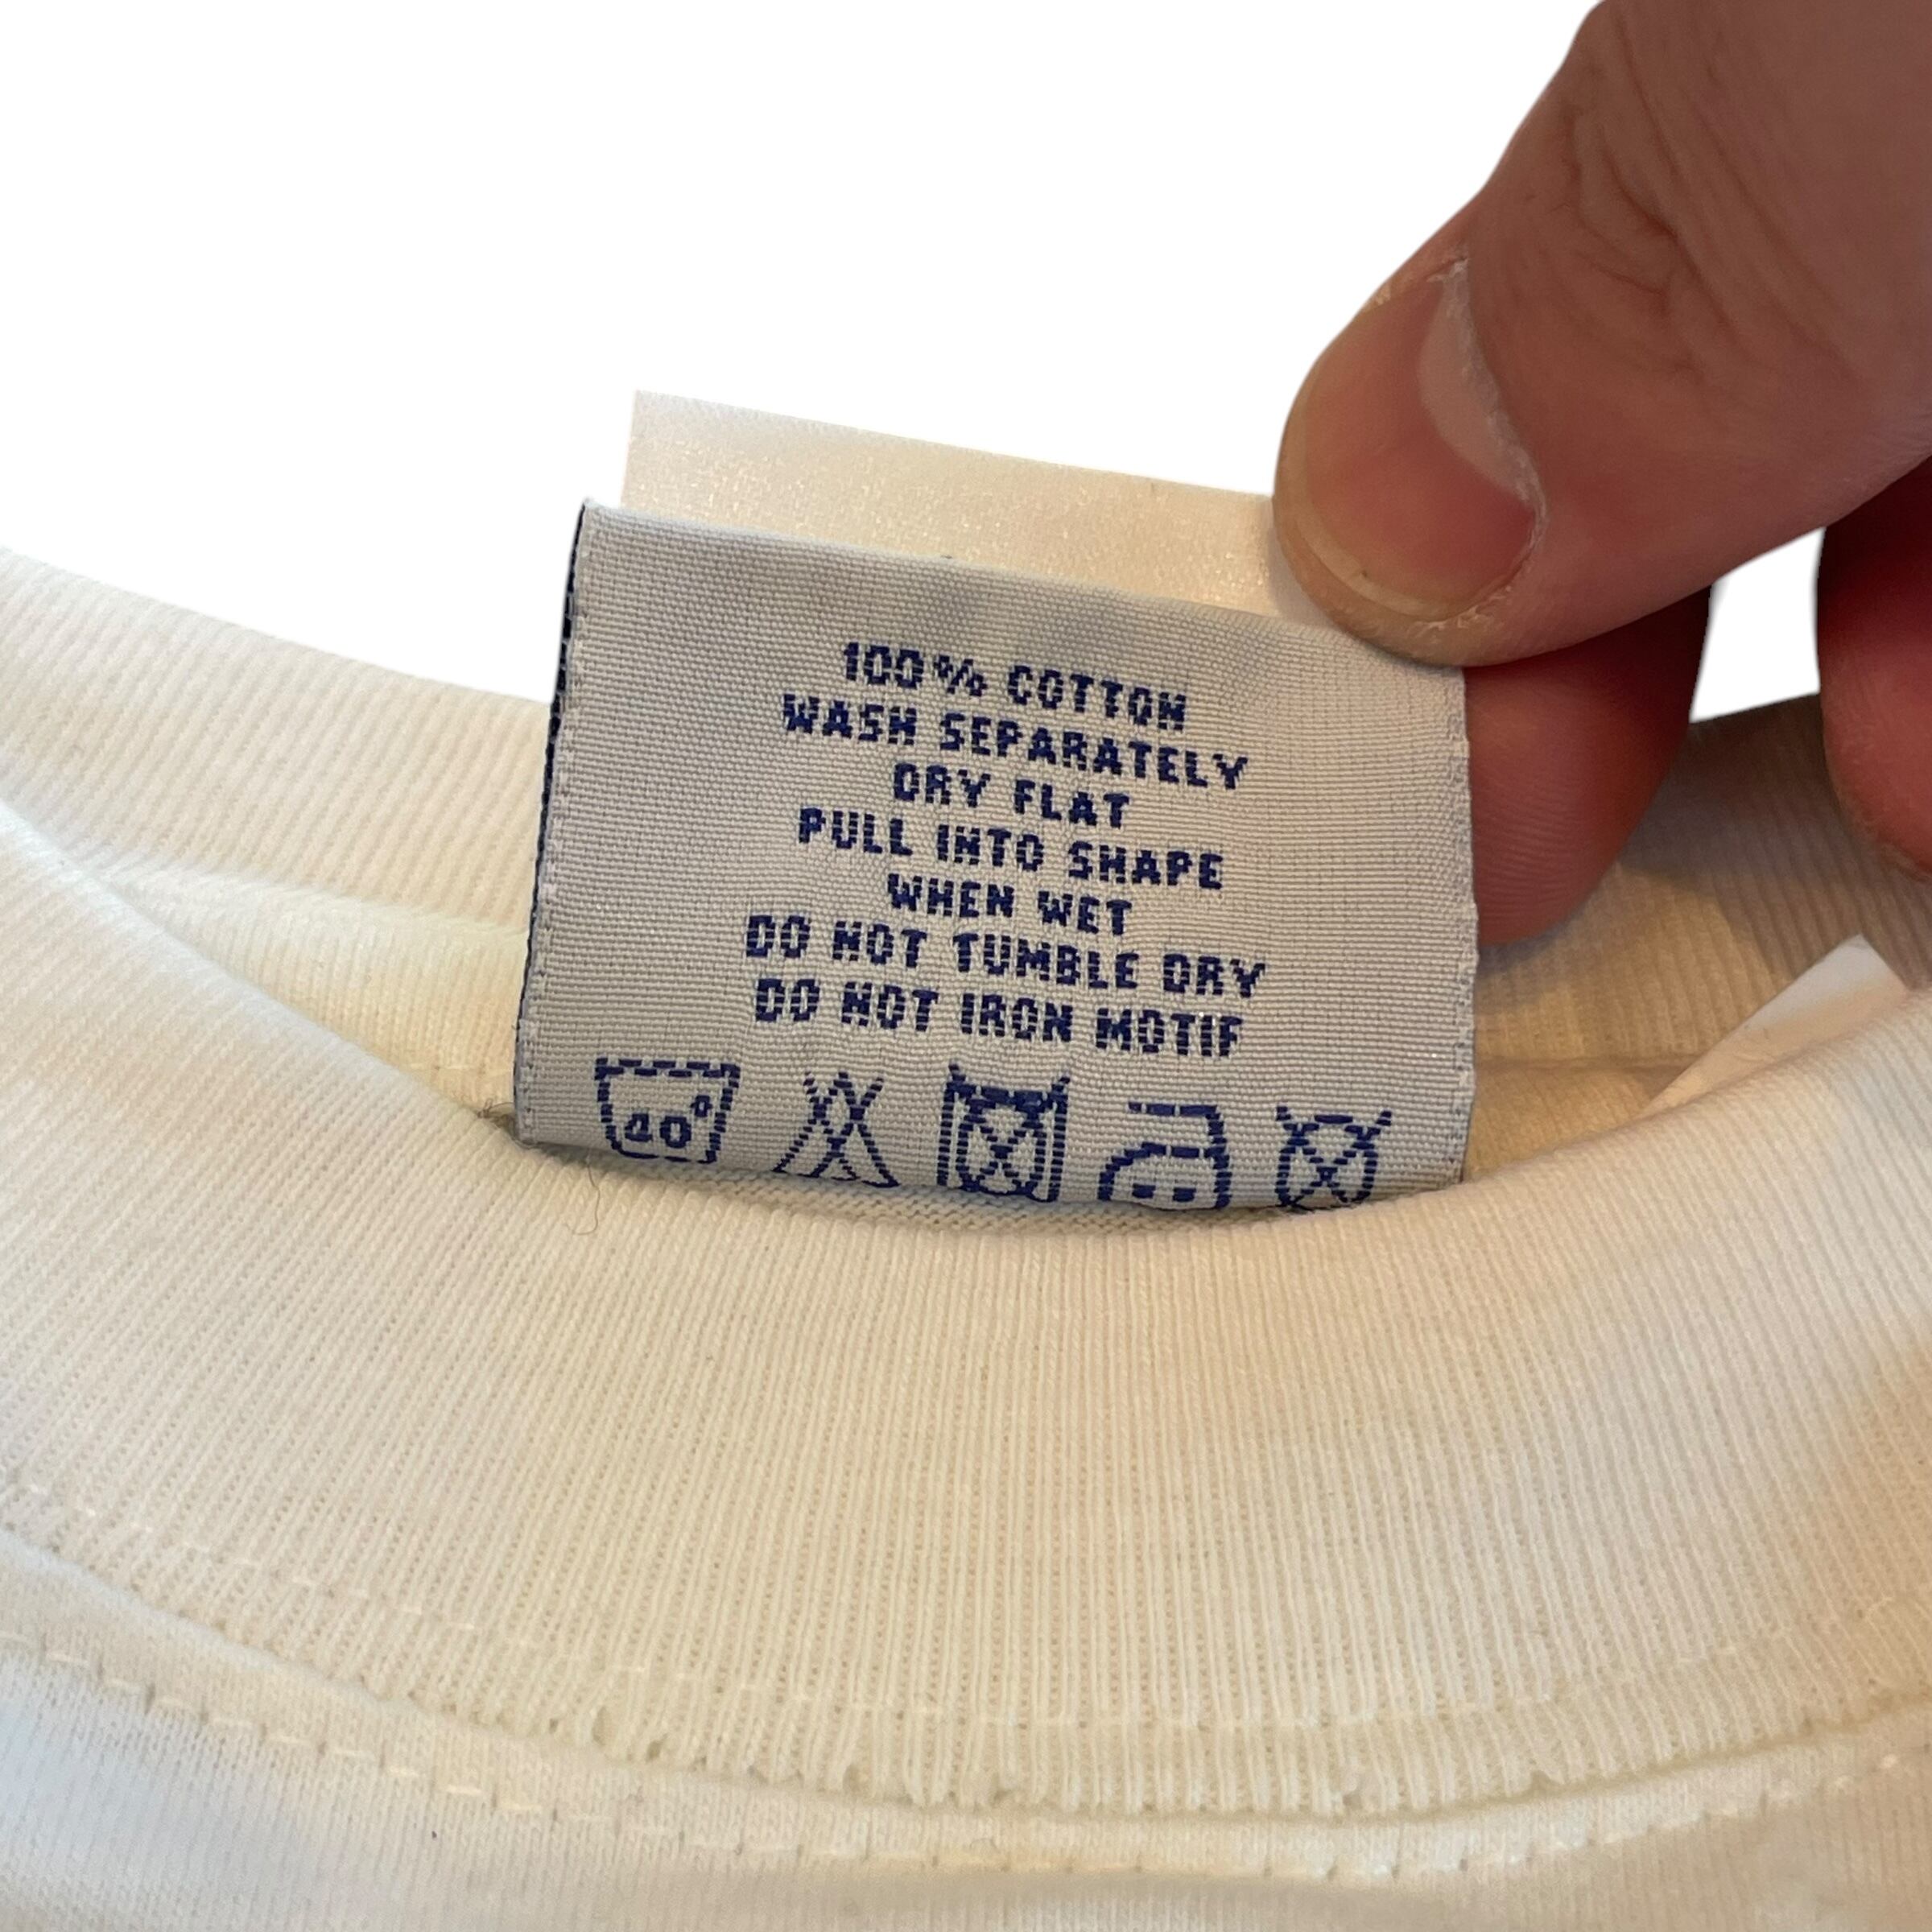 100% COTTON
WASH SEPARATELY
DRY FLAT
PULL INTO SHAPE
WHEN WET
DO NOT TUMBLE DRY
DO NOT IRON MOTIF
40°